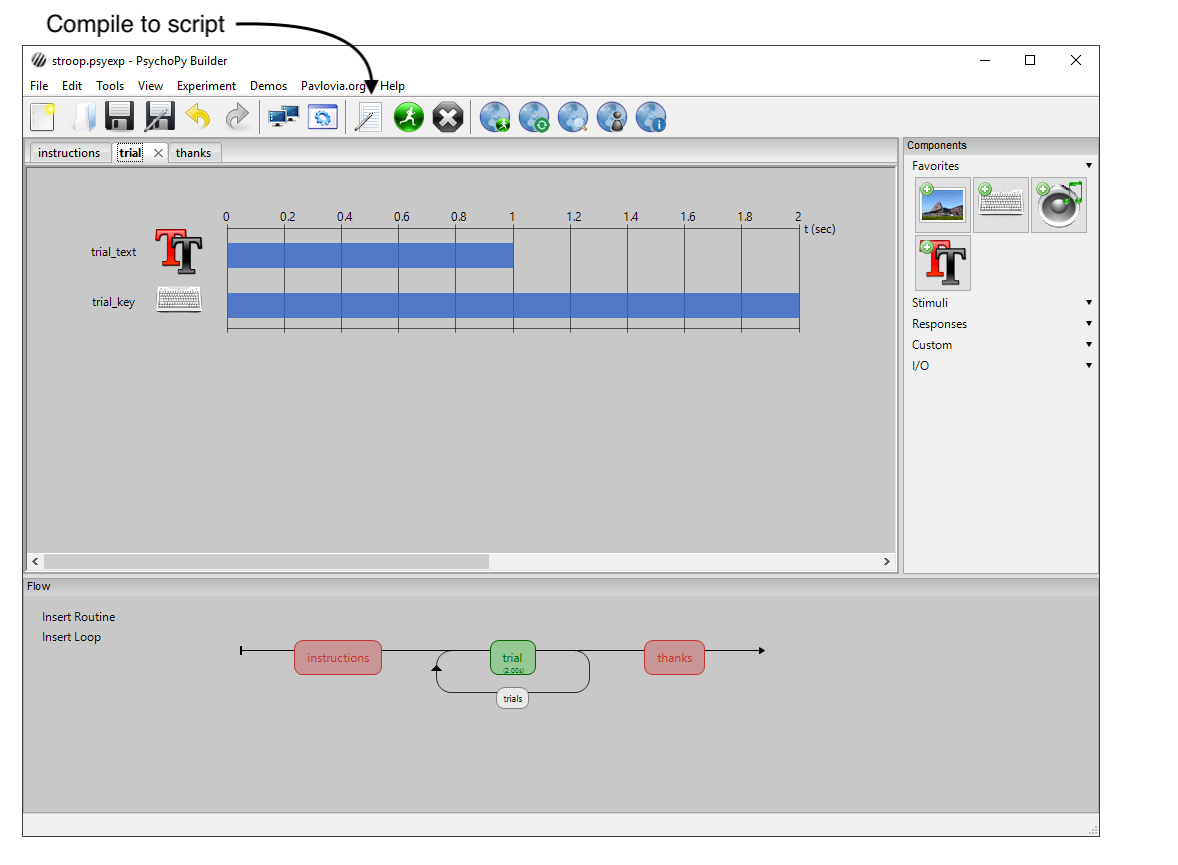 Compile to script
stroop.psyexp - PsychoPy Builder
File Edit Tools View Experiment Demos Pavlovia.org Help
instructions trial thanks
Components
Favorites
0 0.2 0.4 0.6 0.8 1 1.2 1.4 1.6 1.8 2
t (sec)
trial_text
trial_key
Stimuli
Responses
Custom
I/O
Flow
Insert Routine
Insert Loop
instructions
trial
(2.00s)
thanks
trials